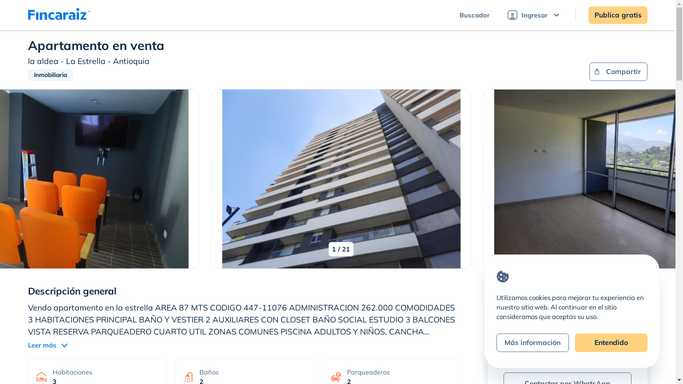 Fincaraiz
Buscador
Ingresar
Publica gratis
Apartamento en venta
la aldea - La Estrella - Antioquia
Inmobiliaria
Compartir
1 / 21
Descripción general
Vendo apartamento en la estrella AREA 87 MTS CODIGO 447-11076 ADMINISTRACION 262.000 COMODIDADES
3 HABITACIONES PRINCIPAL BAÑO Y VESTIER 2 AUXILIARES CON CLOSET BAÑO SOCIAL ESTUDIO 3 BALCONES
VISTA RESERVA PARQUEADERO CUARTO UTIL ZONAS COMUNES PISCINA ADULTOS Y NIÑOS, CANCHA...
Leer más
Habitaciones
3
Baños
2
Parqueaderos
2
Utilizamos cookies para mejorar tu experiencia en
nuestro sitio web. Al continuar en el sitio
consideramos que aceptas su uso.
Más información
Entendido
Contactar por WhatsApp